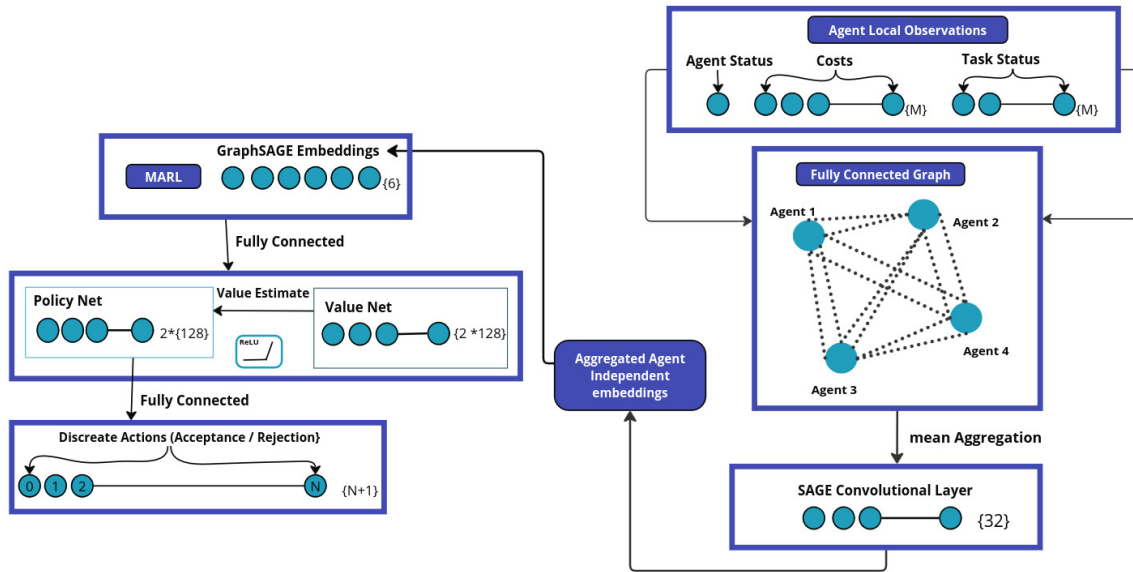 Agent Local Observations
Agent Status
Costs
Task Status
{M}
{M}
GraphSAGE Embeddings
MARL
{6}
Fully Connected Graph
Agent 1
Agent 2
Agent 3
Agent 4
Fully Connected
Policy Net
2*{128}
Value Estimate
ReLU
Value Net
{2 *128}
Aggregated Agent
Independent
embeddings
Fully Connected
mean Aggregation
Discreate Actions (Acceptance / Rejection}
0 1 2 N
{N+1}
SAGE Convolutional Layer
{32}